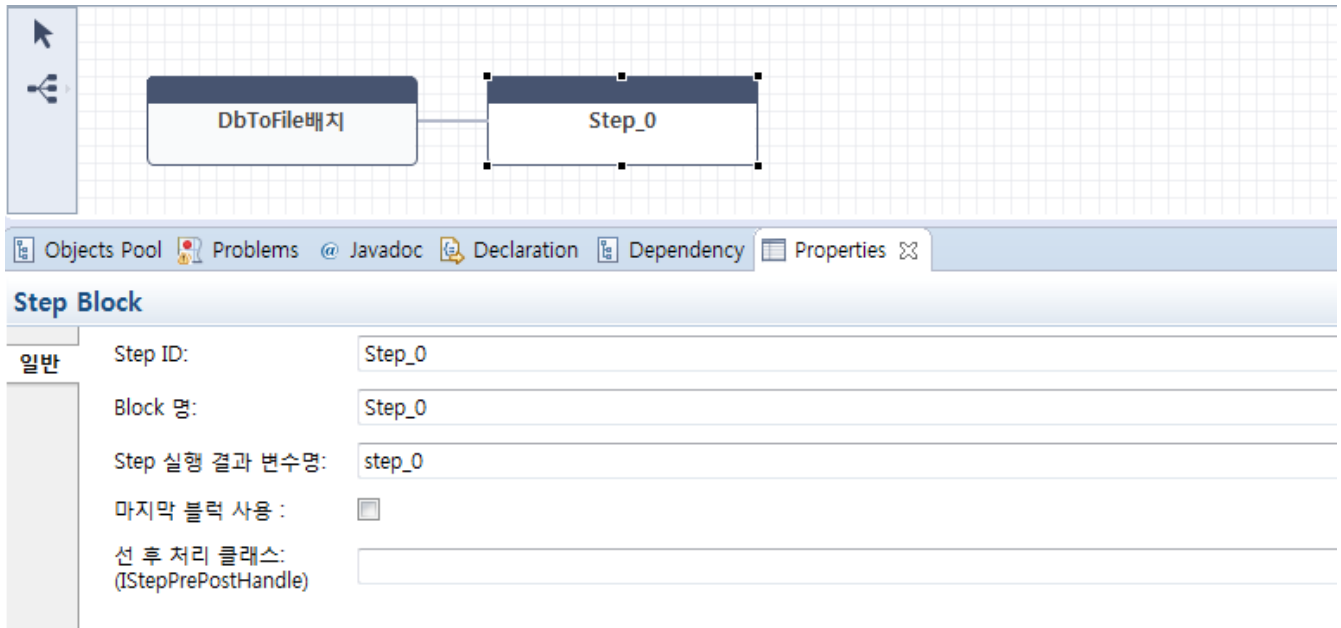 DbToFile배치
Step_0
Objects Pool Problems @ Javadoc Declaration Dependency Properties
Step Block
일반
Step ID: Step_0
Block 명: Step_0
Step 실행 결과 변수명: step_0
마지막 블럭 사용 :
선 후 처리 클래스:
(IStepPrePostHandle)